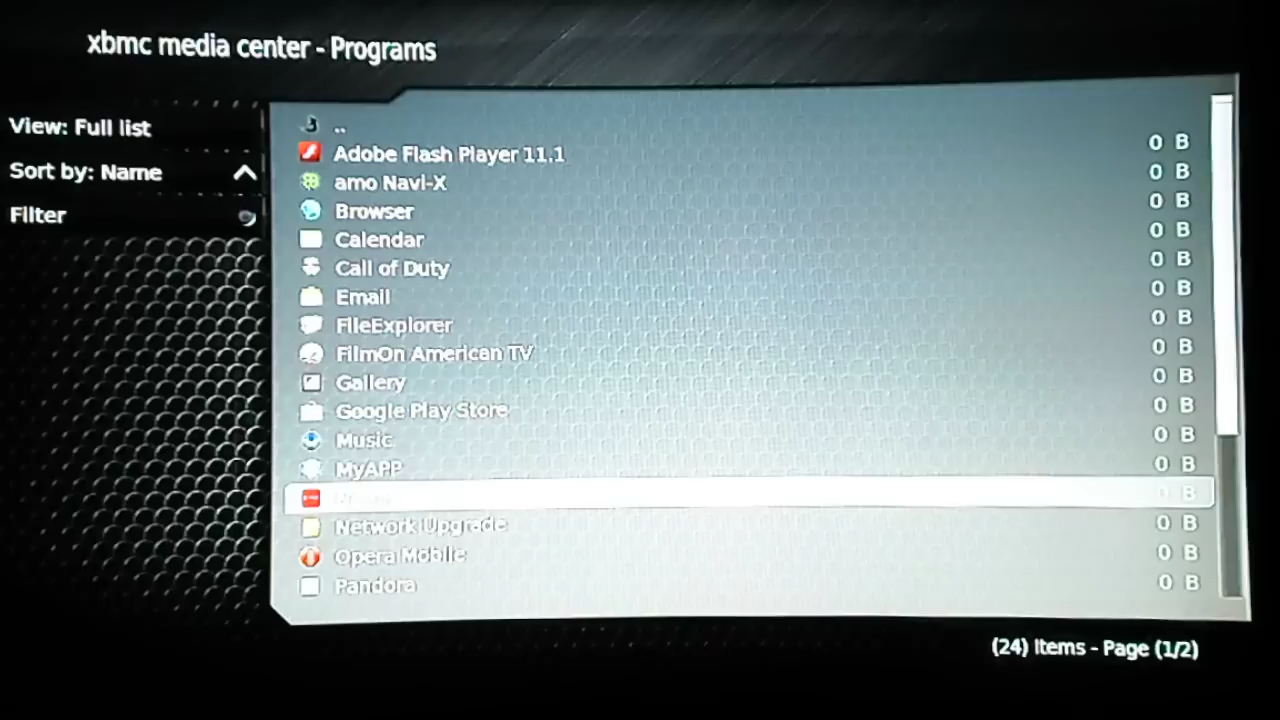 xbmc media center - Programs
View: Full list
Sort by: Name
Filter
..
Adobe Flash Player 11.1 0 B
amo Navi-X 0 B
Browser 0 B
Calendar 0 B
Call of Duty 0 B
Email 0 B
FileExplorer 0 B
FilmOn American TV 0 B
Gallery 0 B
Google Play Store 0 B
Music 0 B
MyAPP 0 B
0 B
Network Upgrade 0 B
Opera Mobile 0 B
Pandora 0 B
(24) Items - Page (1/2)